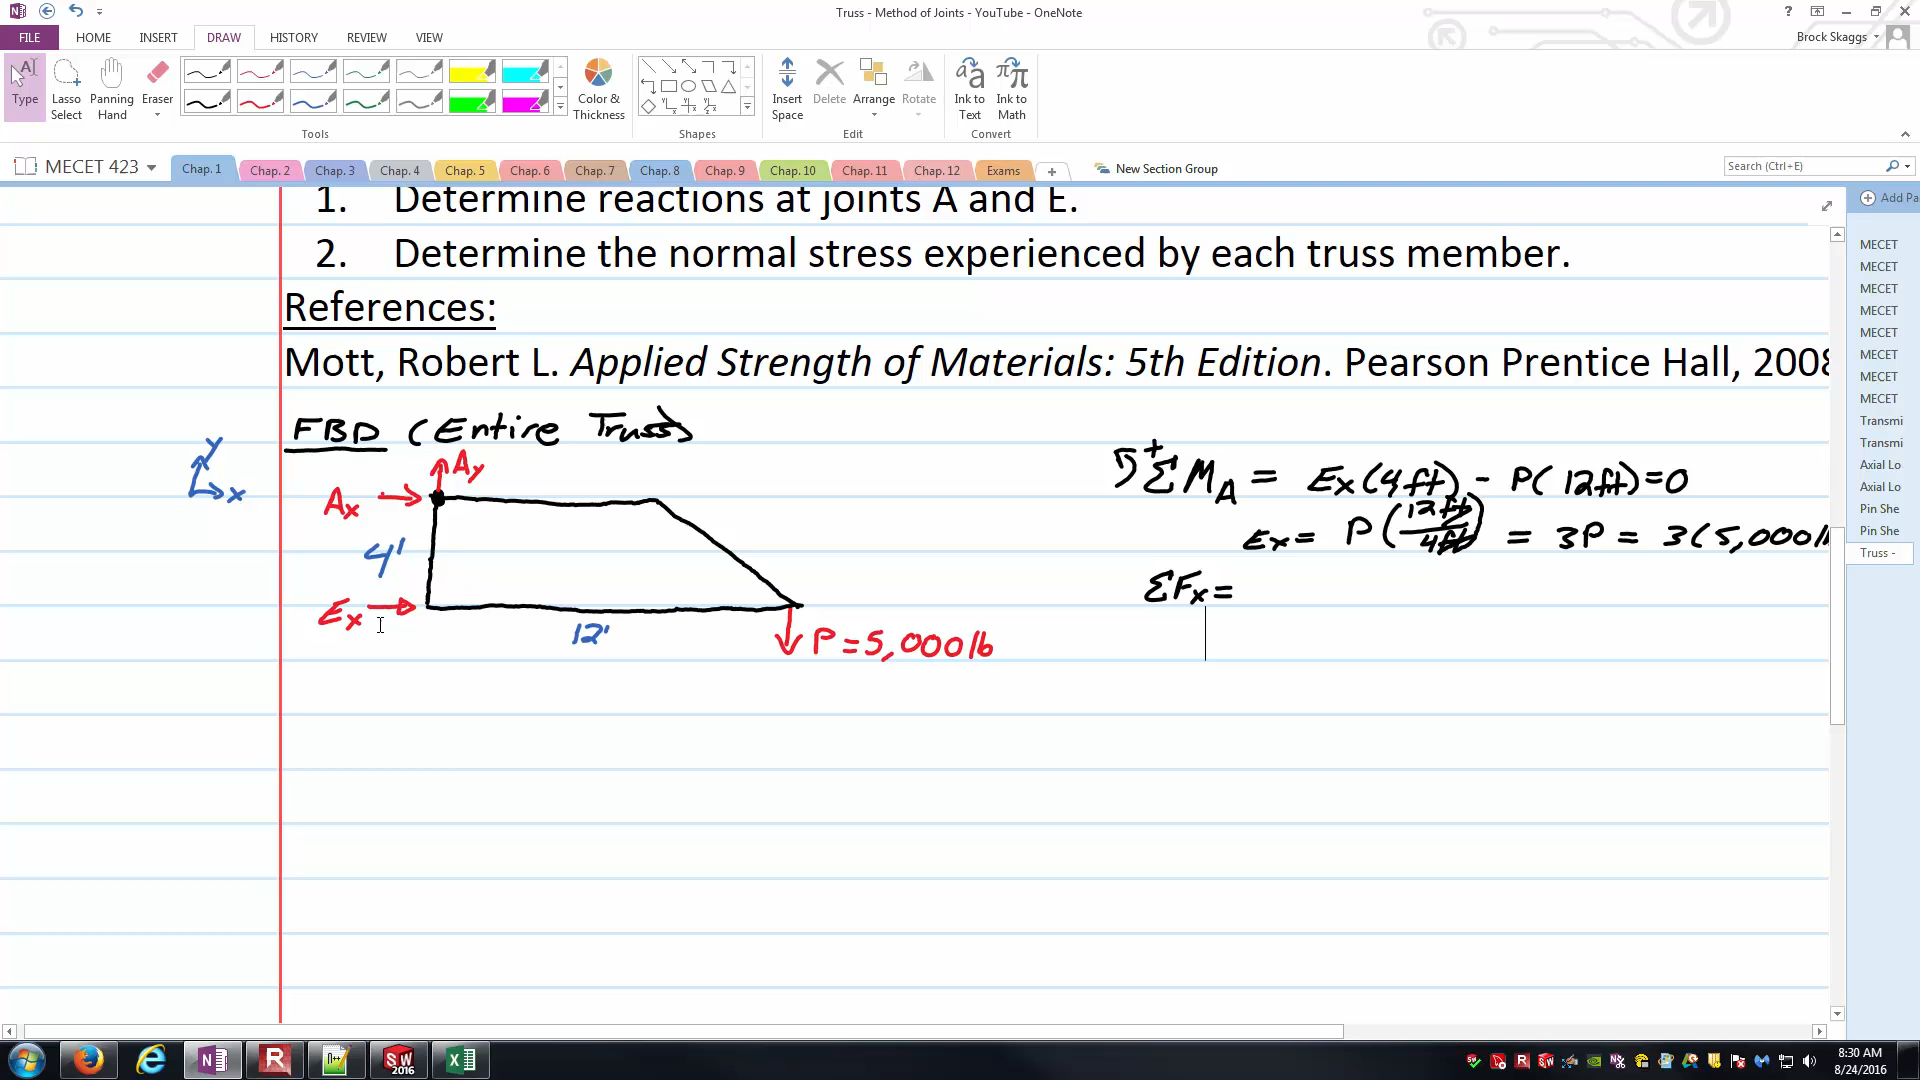 Truss - Method of Joints - YouTube - OneNote
FILE HOME INSERT DRAW HISTORY REVIEW VIEW
Brock Skaggs
Type
Lasso Select
Panning Hand
Eraser
Color & Thickness
Insert Space
Delete
Arrange
Rotate
Ink to Text
Ink to Math
Tools
Shapes
Edit
Convert
MECET 423
Chap. 1 Chap. 2 Chap. 3 Chap. 4 Chap. 5 Chap. 6 Chap. 7 Chap. 8 Chap. 9 Chap. 10 Chap. 11 Chap. 12 Exams
New Section Group
Search (Ctrl+E)
Add Pa
MECET
MECET
MECET
MECET
MECET
MECET
MECET
MECET
Transmi
Transmi
Axial Lo
Axial Lo
Pin She
Pin She
Truss -
1. Determine reactions at joints A and E.
2. Determine the normal stress experienced by each truss member.
References:
Mott, Robert L. Applied Strength of Materials: 5th Edition. Pearson Prentice Hall, 2008
FBD (Entire Truss)
y
x
Ay
Ax
4'
Ex
12'
P = 5,000 lb
+ ΣM_A = Ex(4ft) - P(12ft) = 0
Ex = P(12ft/4ft) = 3P = 3(5,000 l
ΣFx =
8:30 AM
8/24/2016